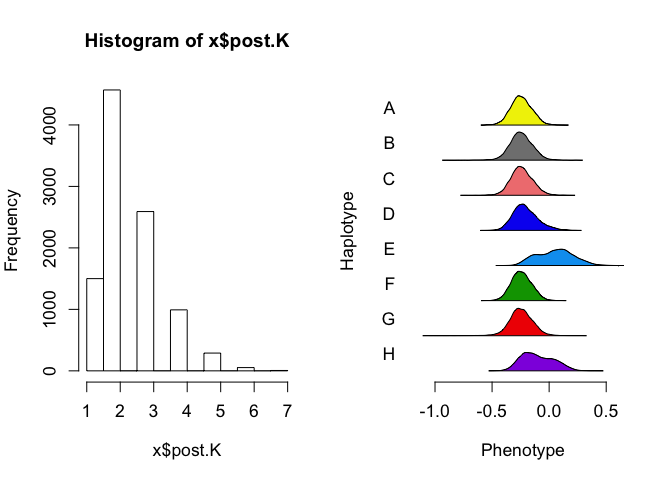 Histogram of x$post.K
Frequency
0
1000
2000
3000
4000
1 2 3 4 5 6 7
x$post.K
Haplotype
A
B
C
D
E
F
G
H
-1.0 -0.5 0.0 0.5
Phenotype